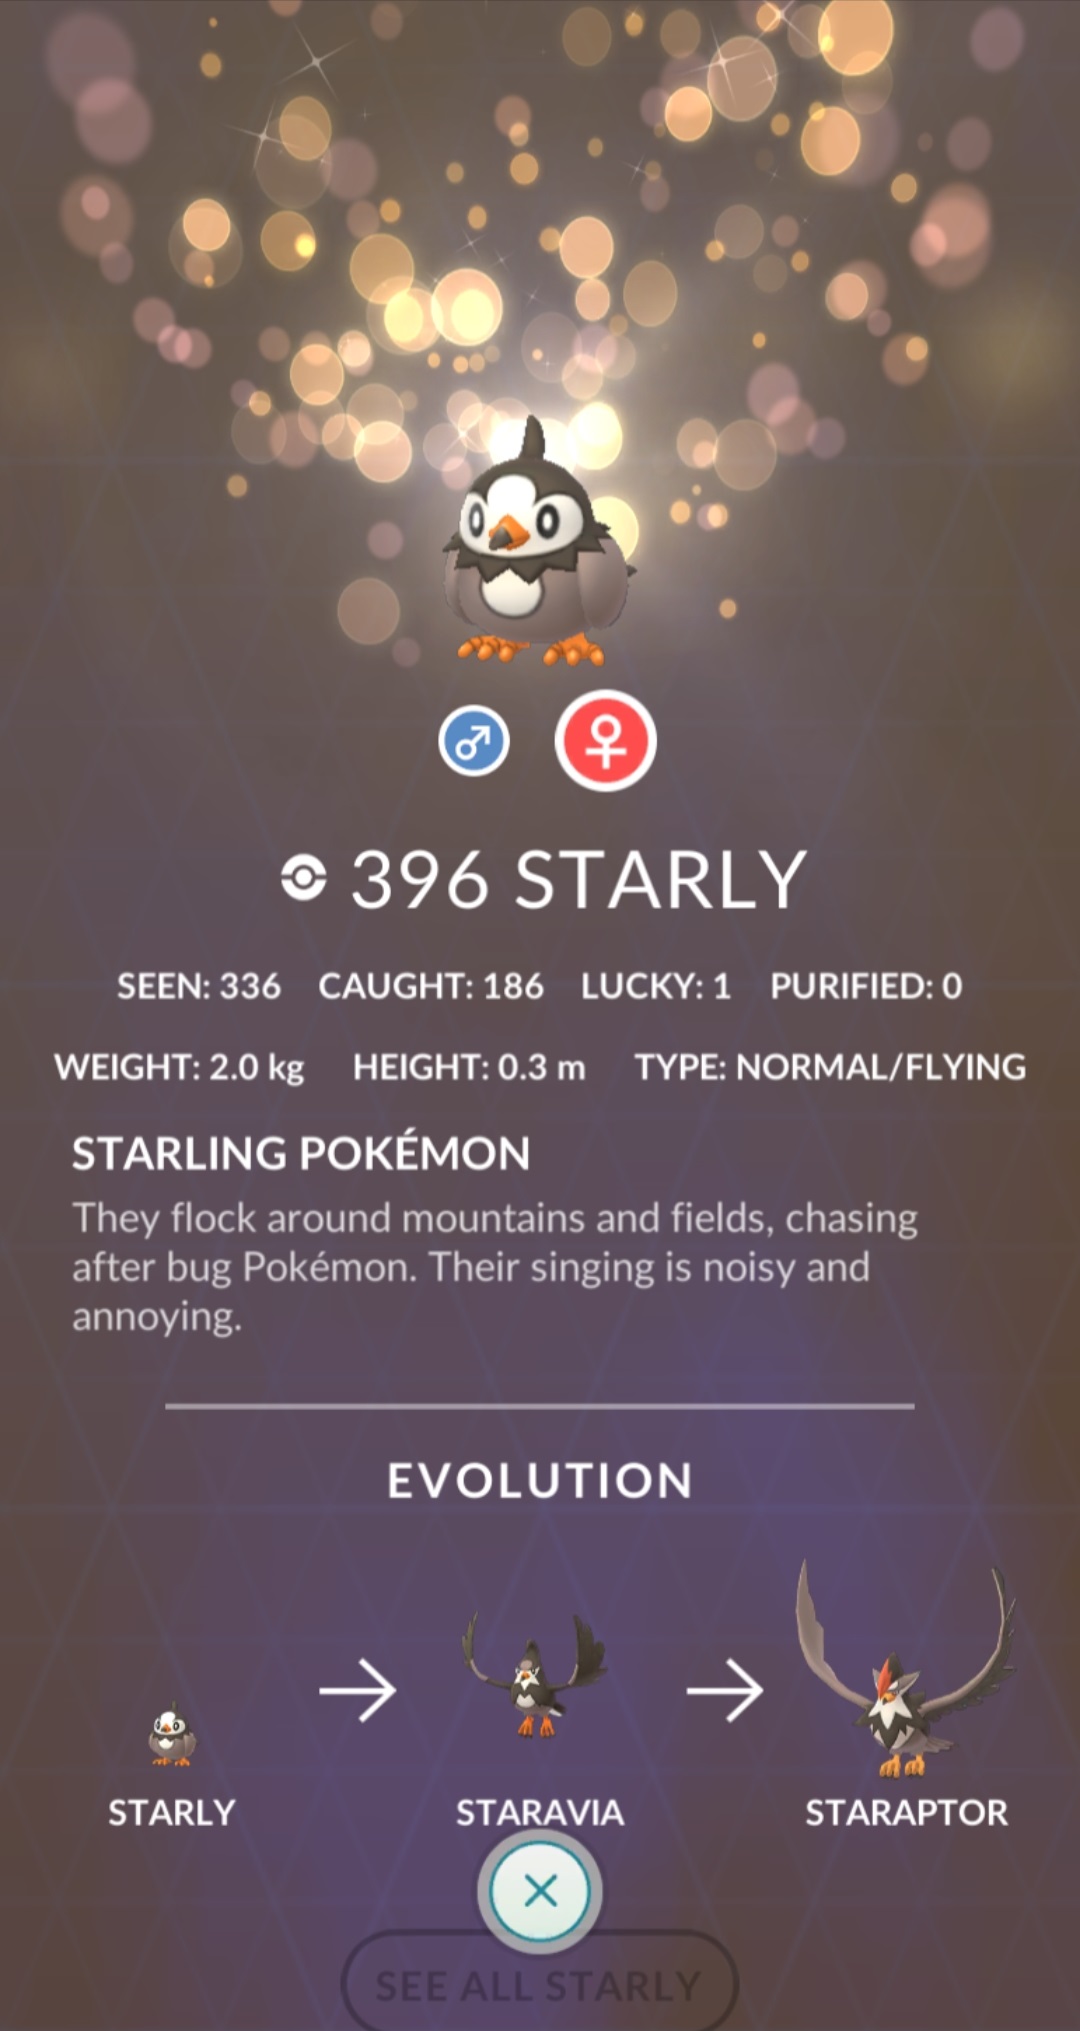 396 STARLY
SEEN: 336 CAUGHT: 186 LUCKY: 1 PURIFIED: 0
WEIGHT: 2.0 kg HEIGHT: 0.3 m TYPE: NORMAL/FLYING
STARLING POKÉMON
They flock around mountains and fields, chasing
after bug Pokémon. Their singing is noisy and
annoying.
EVOLUTION
STARLY STARAVIA STARAPTOR
SEE ALL STARLY